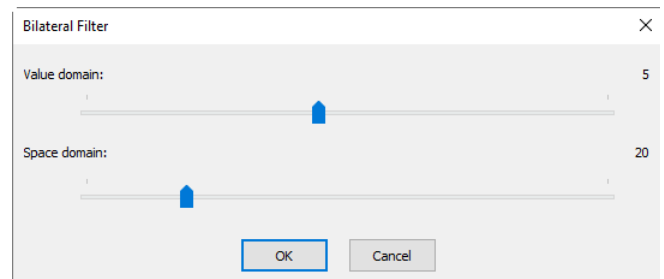 Bilateral Filter
Value domain: 5
Space domain: 20
OK Cancel